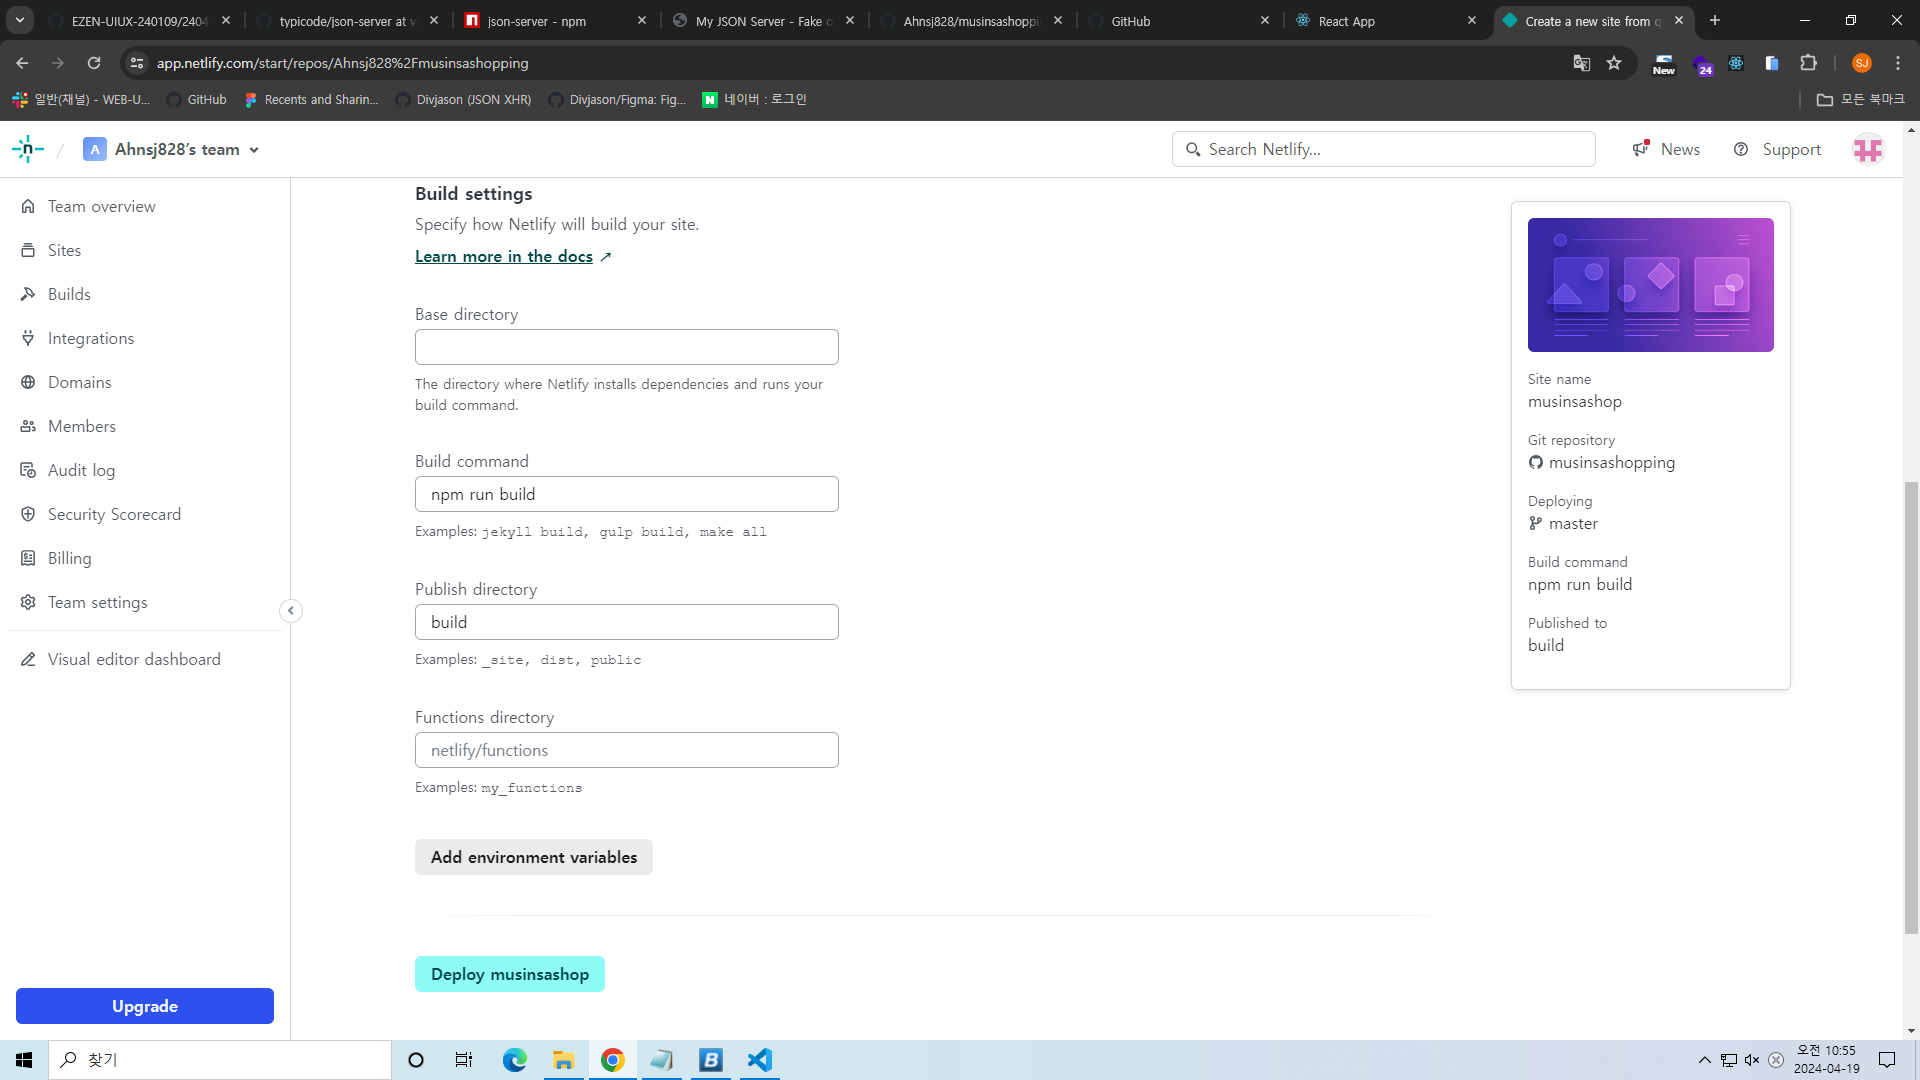 EZEN-UIUX-240109/2404
typicode/json-server at v
json-server - npm
My JSON Server - Fake o
Ahnsj828/musinsashoppi
GitHub
React App
Create a new site from q
app.netlify.com/start/repos/Ahnsj828%2Fmusinsashopping
New
24
SJ
일반(채널) - WEB-U...
GitHub
Recents and Sharin...
Divjason (JSON XHR)
Divjason/Figma: Fig...
네이버 : 로그인
모든 북마크
A
Ahnsj828's team
Search Netlify...
News
Support
Team overview
Sites
Builds
Integrations
Domains
Members
Audit log
Security Scorecard
Billing
Team settings
Visual editor dashboard
Upgrade
Build settings
Specify how Netlify will build your site.
Learn more in the docs ↗
Base directory
The directory where Netlify installs dependencies and runs your
build command.
Build command
npm run build
Examples: jekyll build, gulp build, make all
Publish directory
build
Examples: _site, dist, public
Functions directory
netlify/functions
Examples: my_functions
Add environment variables
Deploy musinsashop
Site name
musinsashop
Git repository
musinsashopping
Deploying
master
Build command
npm run build
Published to
build
찾기
오전 10:55
2024-04-19